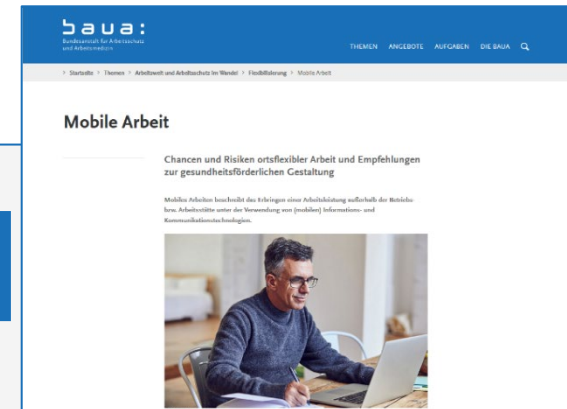 baua:
Bundesanstalt für Arbeitsschutz
und Arbeitsmedizin
THEMEN ANGEBOTE AUFGABEN DIE BAUA
> Startseite > Themen > Arbeitswelt und Arbeitsschutz im Wandel > Flexibilisierung > Mobile Arbeit
Mobile Arbeit
Chancen und Risiken ortsflexibler Arbeit und Empfehlungen
zur gesundheitsförderlichen Gestaltung
Mobiles Arbeiten beschreibt das Erbringen einer Arbeitsleistung außerhalb der Betriebs-
bzw. Arbeitsstätte unter der Verwendung von (mobilen) Informations- und
Kommunikationstechnologien.